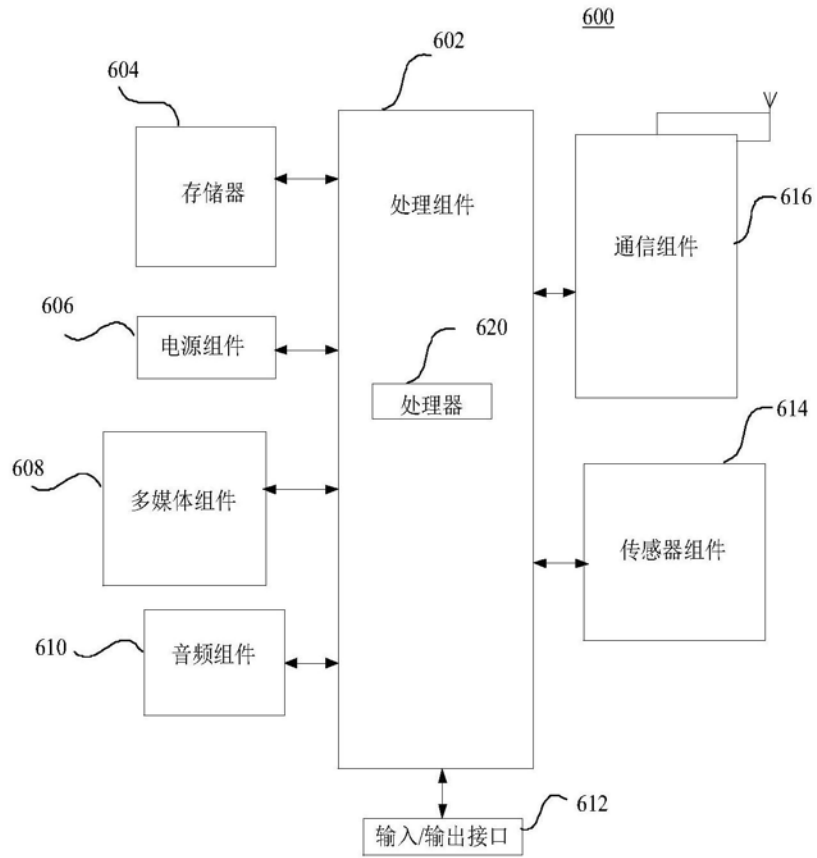 600
602
604
存储器
处理组件
616
通信组件
606
电源组件
620
处理器
614
608
多媒体组件
传感器组件
610
音频组件
612
输入/输出接口